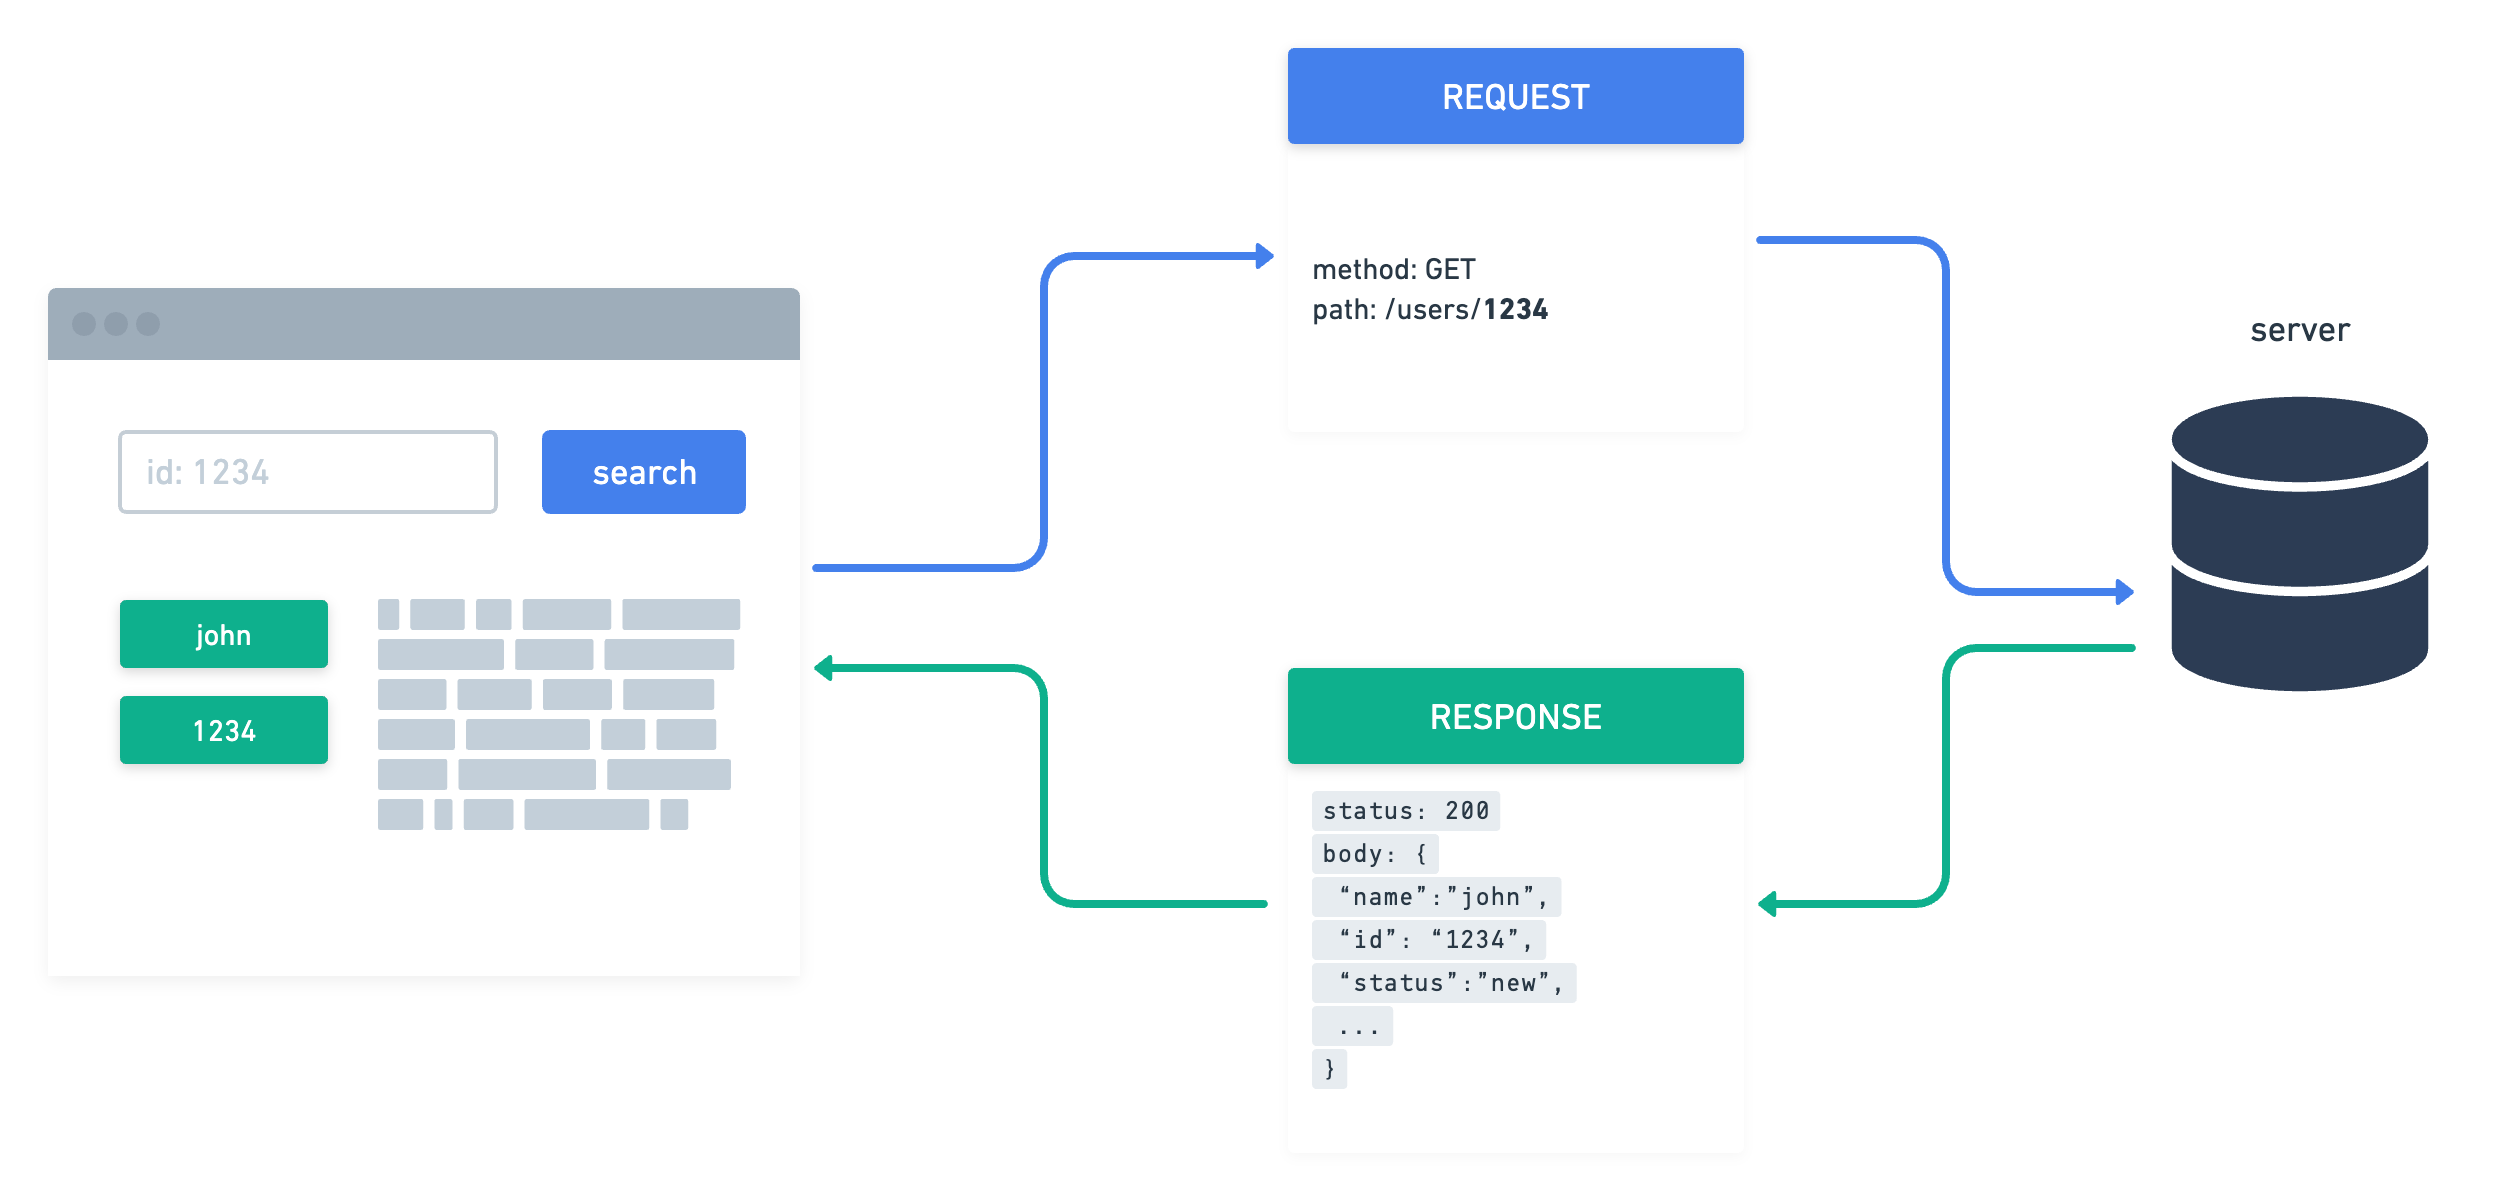 REQUEST
method: GET
path: /users/1234
server
id: 1234
search
john
1234
RESPONSE
status: 200
body: {
“name”:”john”,
“id”: “1234”,
“status”:”new”,
...
}